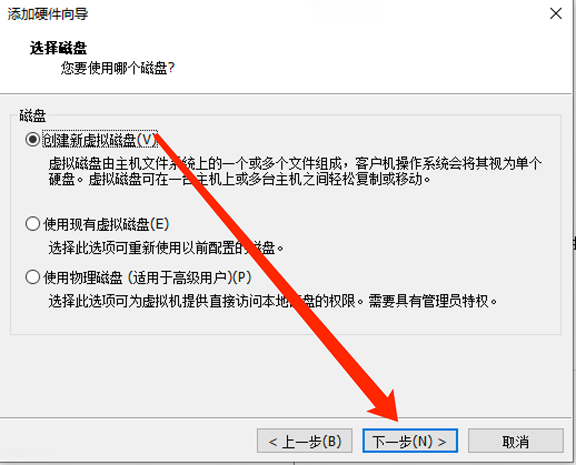 添加硬件向导
选择磁盘
您要使用哪个磁盘?
磁盘
创建新虚拟磁盘(V)
虚拟磁盘由主机文件系统上的一个或多个文件组成，客户机操作系统会将其视为单个
硬盘。虚拟磁盘可在一台主机上或多台主机之间轻松复制或移动。
使用现有虚拟磁盘(E)
选择此选项可重新使用以前配置的磁盘。
使用物理磁盘 (适用于高级用户)(P)
选择此选项可为虚拟机提供直接访问本地磁盘的权限。需要具有管理员特权。
< 上一步(B)
下一步(N) >
取消